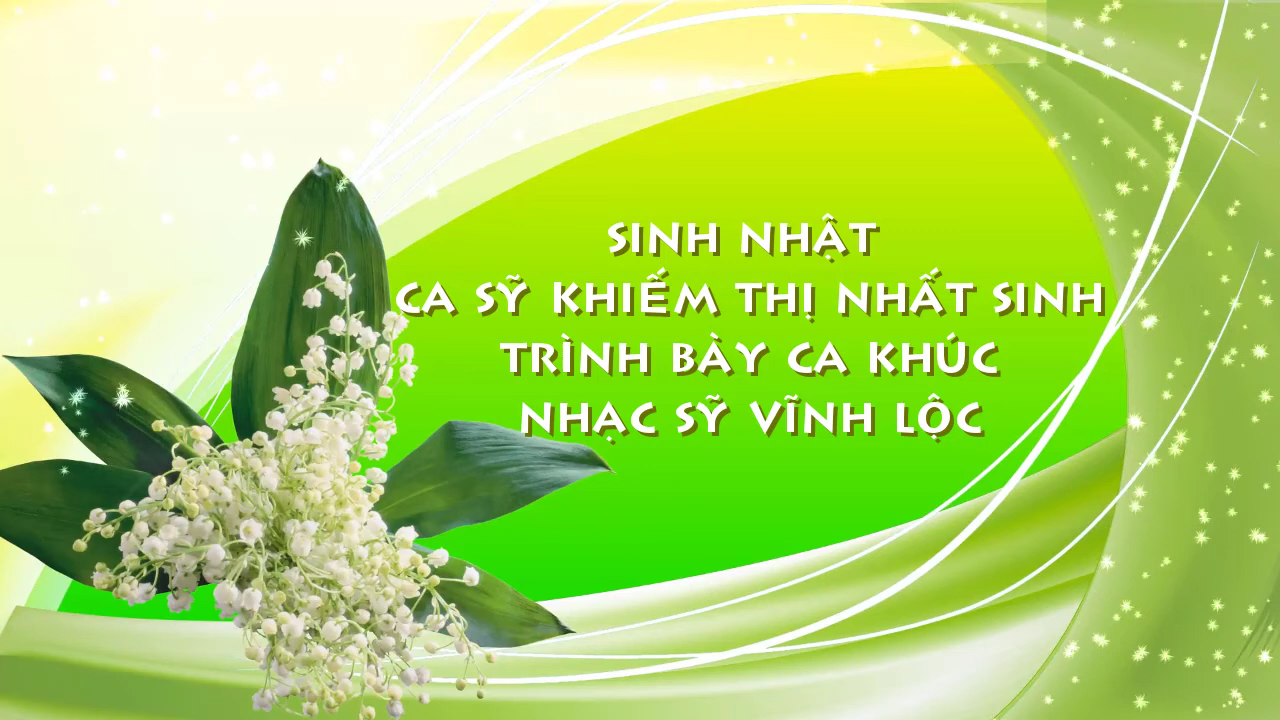 SINH NHẬT
CA SỸ KHIẾM THỊ NHẤT SINH
TRÌNH BÀY CA KHÚC
NHẠC SỸ VĨNH LỘC